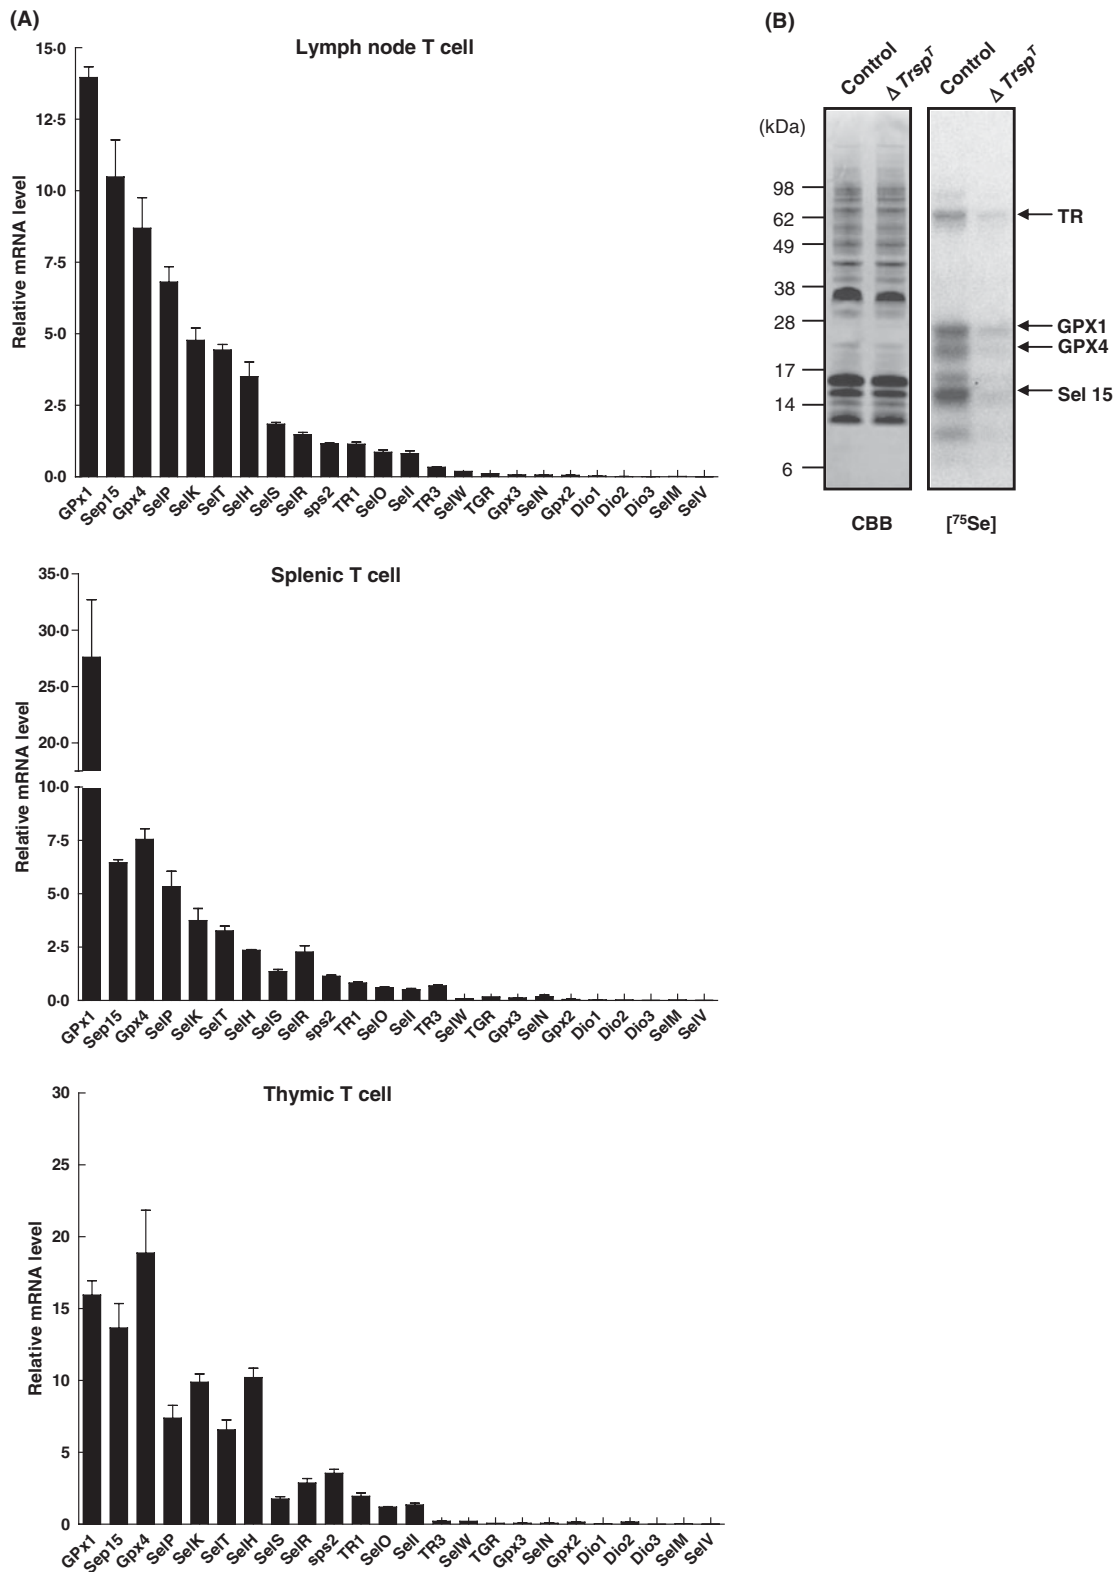 (A)
Lymph node T cell
Relative mRNA level
15·0
12·5
10·0
7·5
5·0
2·5
0·0
GPx1 Sep15 Gpx4 SelP SelK SelT SelH SelS SelR sps2 TR1 SelO SelI TR3 SelW TGR Gpx3 SelN Gpx2 Dio1 Dio2 Dio3 SelM SelV
(B)
Control Δ Trspᵀ Control Δ Trspᵀ
(kDa)
98
62
49
38
28
17
14
6
TR
GPX1
GPX4
Sel 15
CBB [⁷⁵Se]
Splenic T cell
Relative mRNA level
35·0
30·0
25·0
20·0
10·0
7·5
5·0
2·5
0·0
GPx1 Sep15 Gpx4 SelP SelK SelT SelH SelS SelR sps2 TR1 SelO SelI TR3 SelW TGR Gpx3 SelN Gpx2 Dio1 Dio2 Dio3 SelM SelV
Thymic T cell
Relative mRNA level
30
25
20
15
10
5
0
GPx1 Sep15 Gpx4 SelP SelK SelT SelH SelS SelR sps2 TR1 SelO SelI TR3 SelW TGR Gpx3 SelN Gpx2 Dio1 Dio2 Dio3 SelM SelV